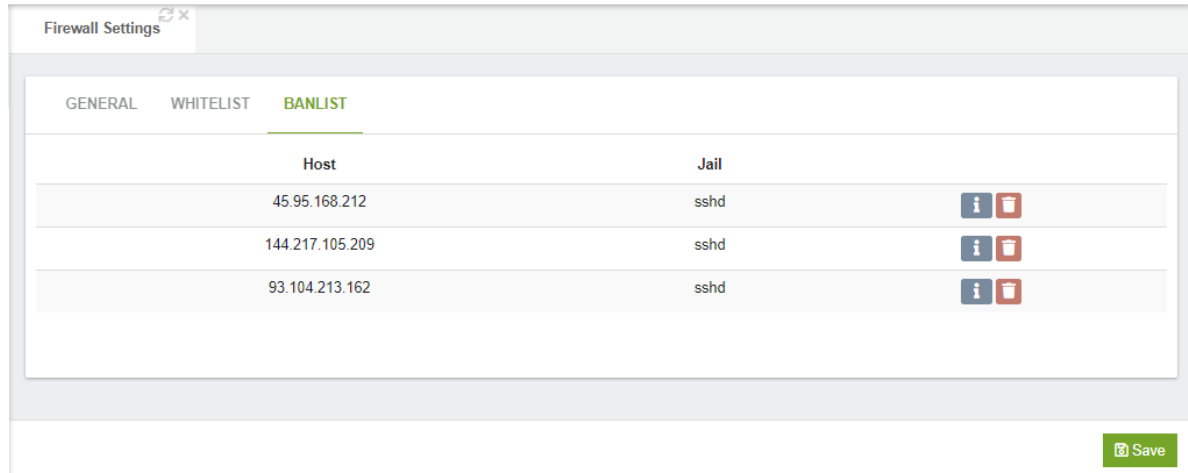 Firewall Settings
GENERAL WHITELIST BANLIST
Host Jail
45.95.168.212 sshd
144.217.105.209 sshd
93.104.213.162 sshd
Save